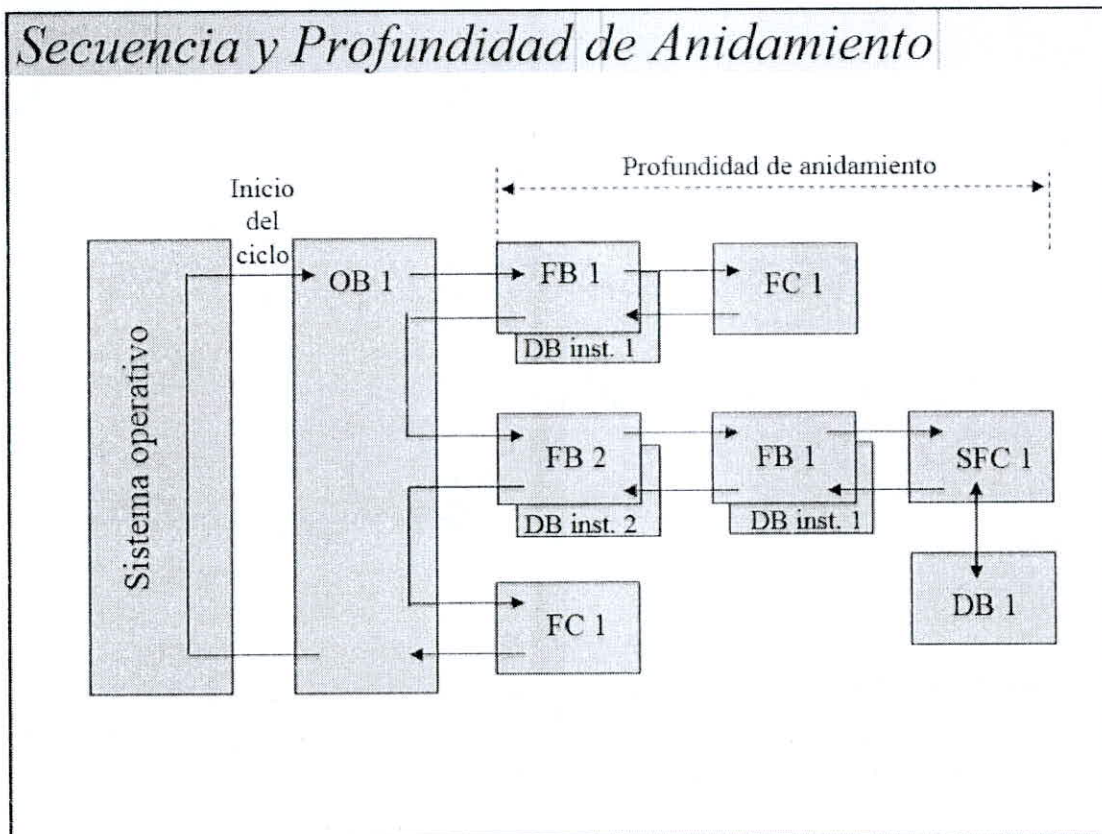 Secuencia y Profundidad de Anidamiento
Profundidad de anidamiento
Inicio
del
ciclo
Sistema operativo
OB 1
FB 1
DB inst. 1
FC 1
FB 2
DB inst. 2
FB 1
DB inst. 1
SFC 1
DB 1
FC 1